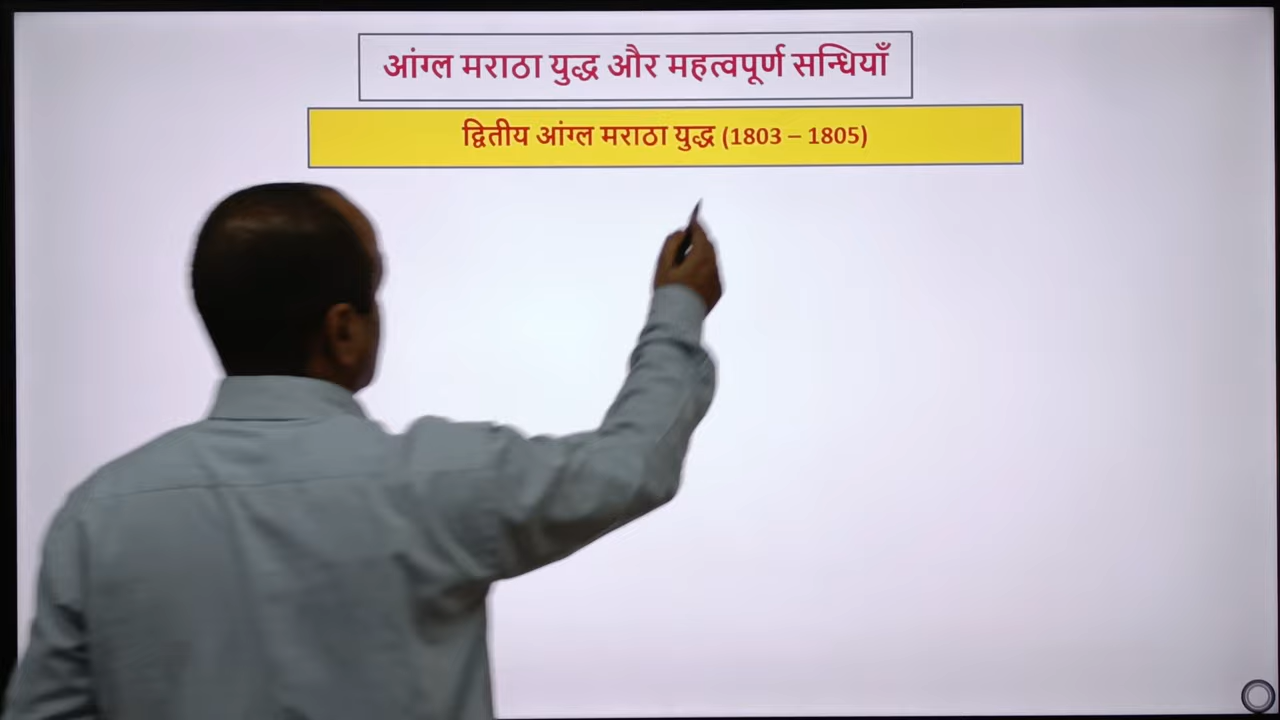 आंग्ल मराठा युद्ध और महत्वपूर्ण सन्धियाँ
द्वितीय आंग्ल मराठा युद्ध (1803 – 1805)